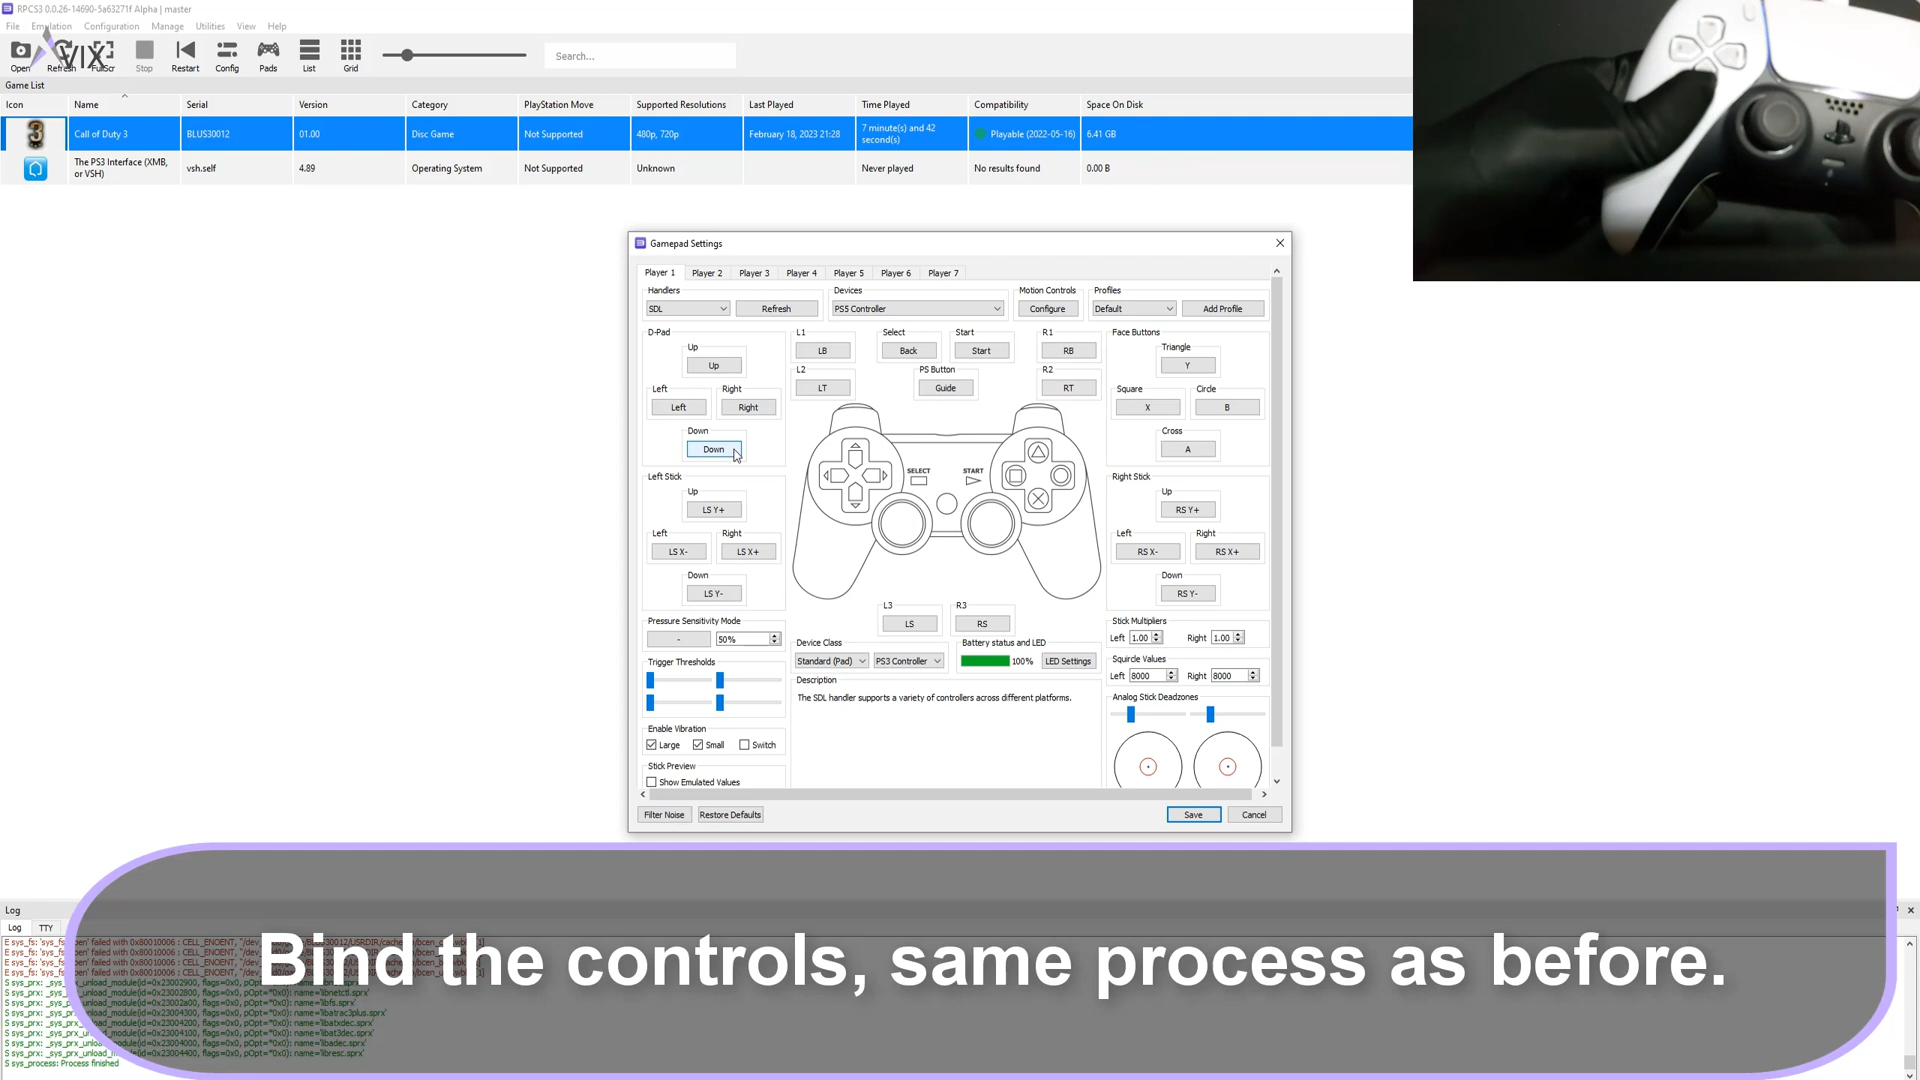 RPCS3 0.0.26-14690-5a63271f Alpha | master
File Emulation Configuration Manage Utilities View Help
Open Refresh FullScr Stop Restart Config Pads List Grid Search...
VIX
Game List
Icon Name Serial Version Category PlayStation Move Supported Resolutions Last Played Time Played Compatibility Space On Disk
3 Call of Duty 3 BLUS30012 01.00 Disc Game Not Supported 480p, 720p February 18, 2023 21:28 7 minute(s) and 42 second(s) Playable (2022-05-16) 6.41 GB
The PS3 Interface (XMB, or VSH) vsh.self 4.89 Operating System Not Supported Unknown Never played No results found 0.00 B
Gamepad Settings
Player 1 Player 2 Player 3 Player 4 Player 5 Player 6 Player 7
Handlers Devices Motion Controls Profiles
SDL Refresh PS5 Controller Configure Default Add Profile
D-Pad L1 Select Start R1 Face Buttons
Up LB Back Start RB Triangle
Up L2 PS Button R2 Y
Left Right LT Guide RT Square Circle
Left Right X B
Down Cross
Down A
SELECT START
Left Stick Right Stick
Up Up
LS Y+ RS Y+
Left Right Left Right
LS X- LS X+ RS X- RS X+
Down Down
LS Y- RS Y-
L3 R3
LS RS
Pressure Sensitivity Mode Stick Multipliers
- 50% Left 1.00 Right 1.00
Device Class Battery status and LED
Standard (Pad) PS3 Controller 100% LED Settings
Trigger Thresholds Squircle Values
Left 8000 Right 8000
Description
The SDL handler supports a variety of controllers across different platforms.
Analog Stick Deadzones
Enable Vibration
Large Small Switch
Stick Preview
Show Emulated Values
Filter Noise Restore Defaults Save Cancel
Log
Log TTY
Bind the controls, same process as before.
S sys_process: Process finished